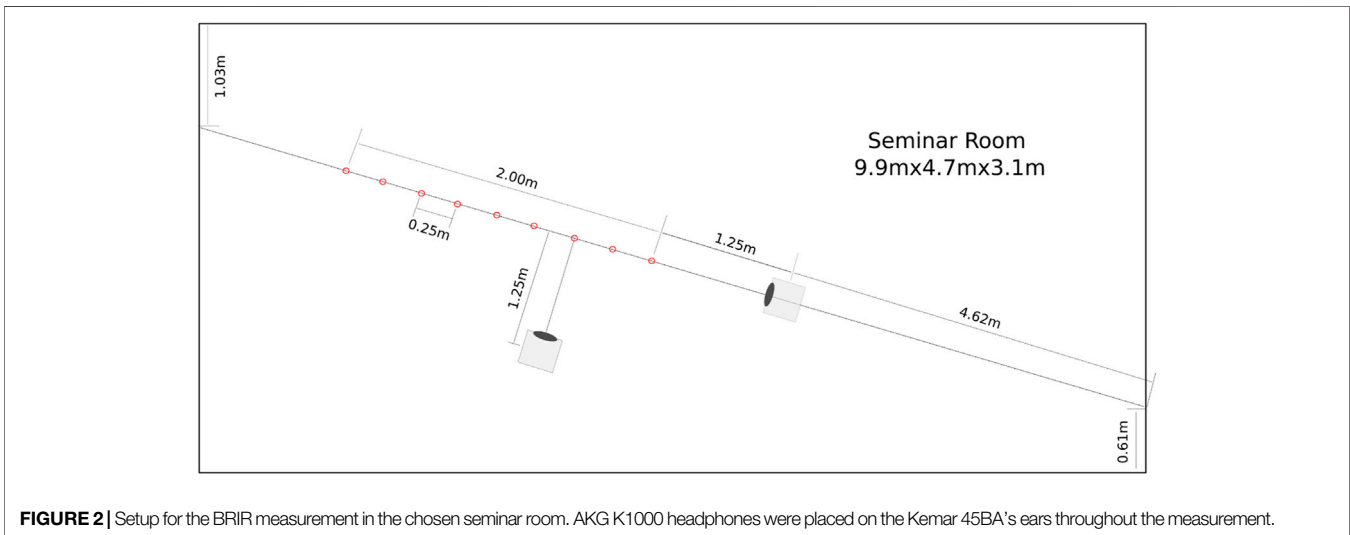 1.03m
Seminar Room
9.9mx4.7mx3.1m
2.00m
0.25m
1.25m
1.25m
4.62m
0.61m
FIGURE 2 | Setup for the BRIR measurement in the chosen seminar room. AKG K1000 headphones were placed on the Kemar 45BA's ears throughout the measurement.